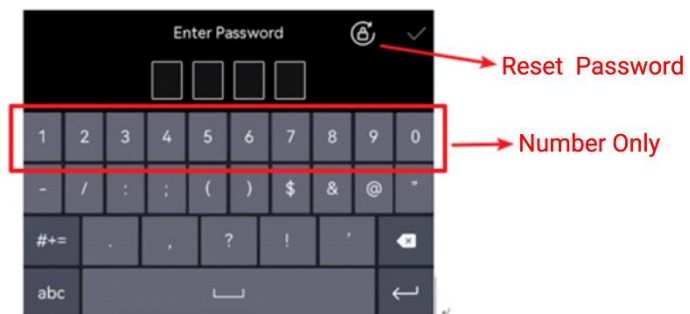 Enter Password
Reset Password
1 2 3 4 5 6 7 8 9 0
Number Only
- / : ; ( ) $ & @ "
#+= . , ? ! '
abc